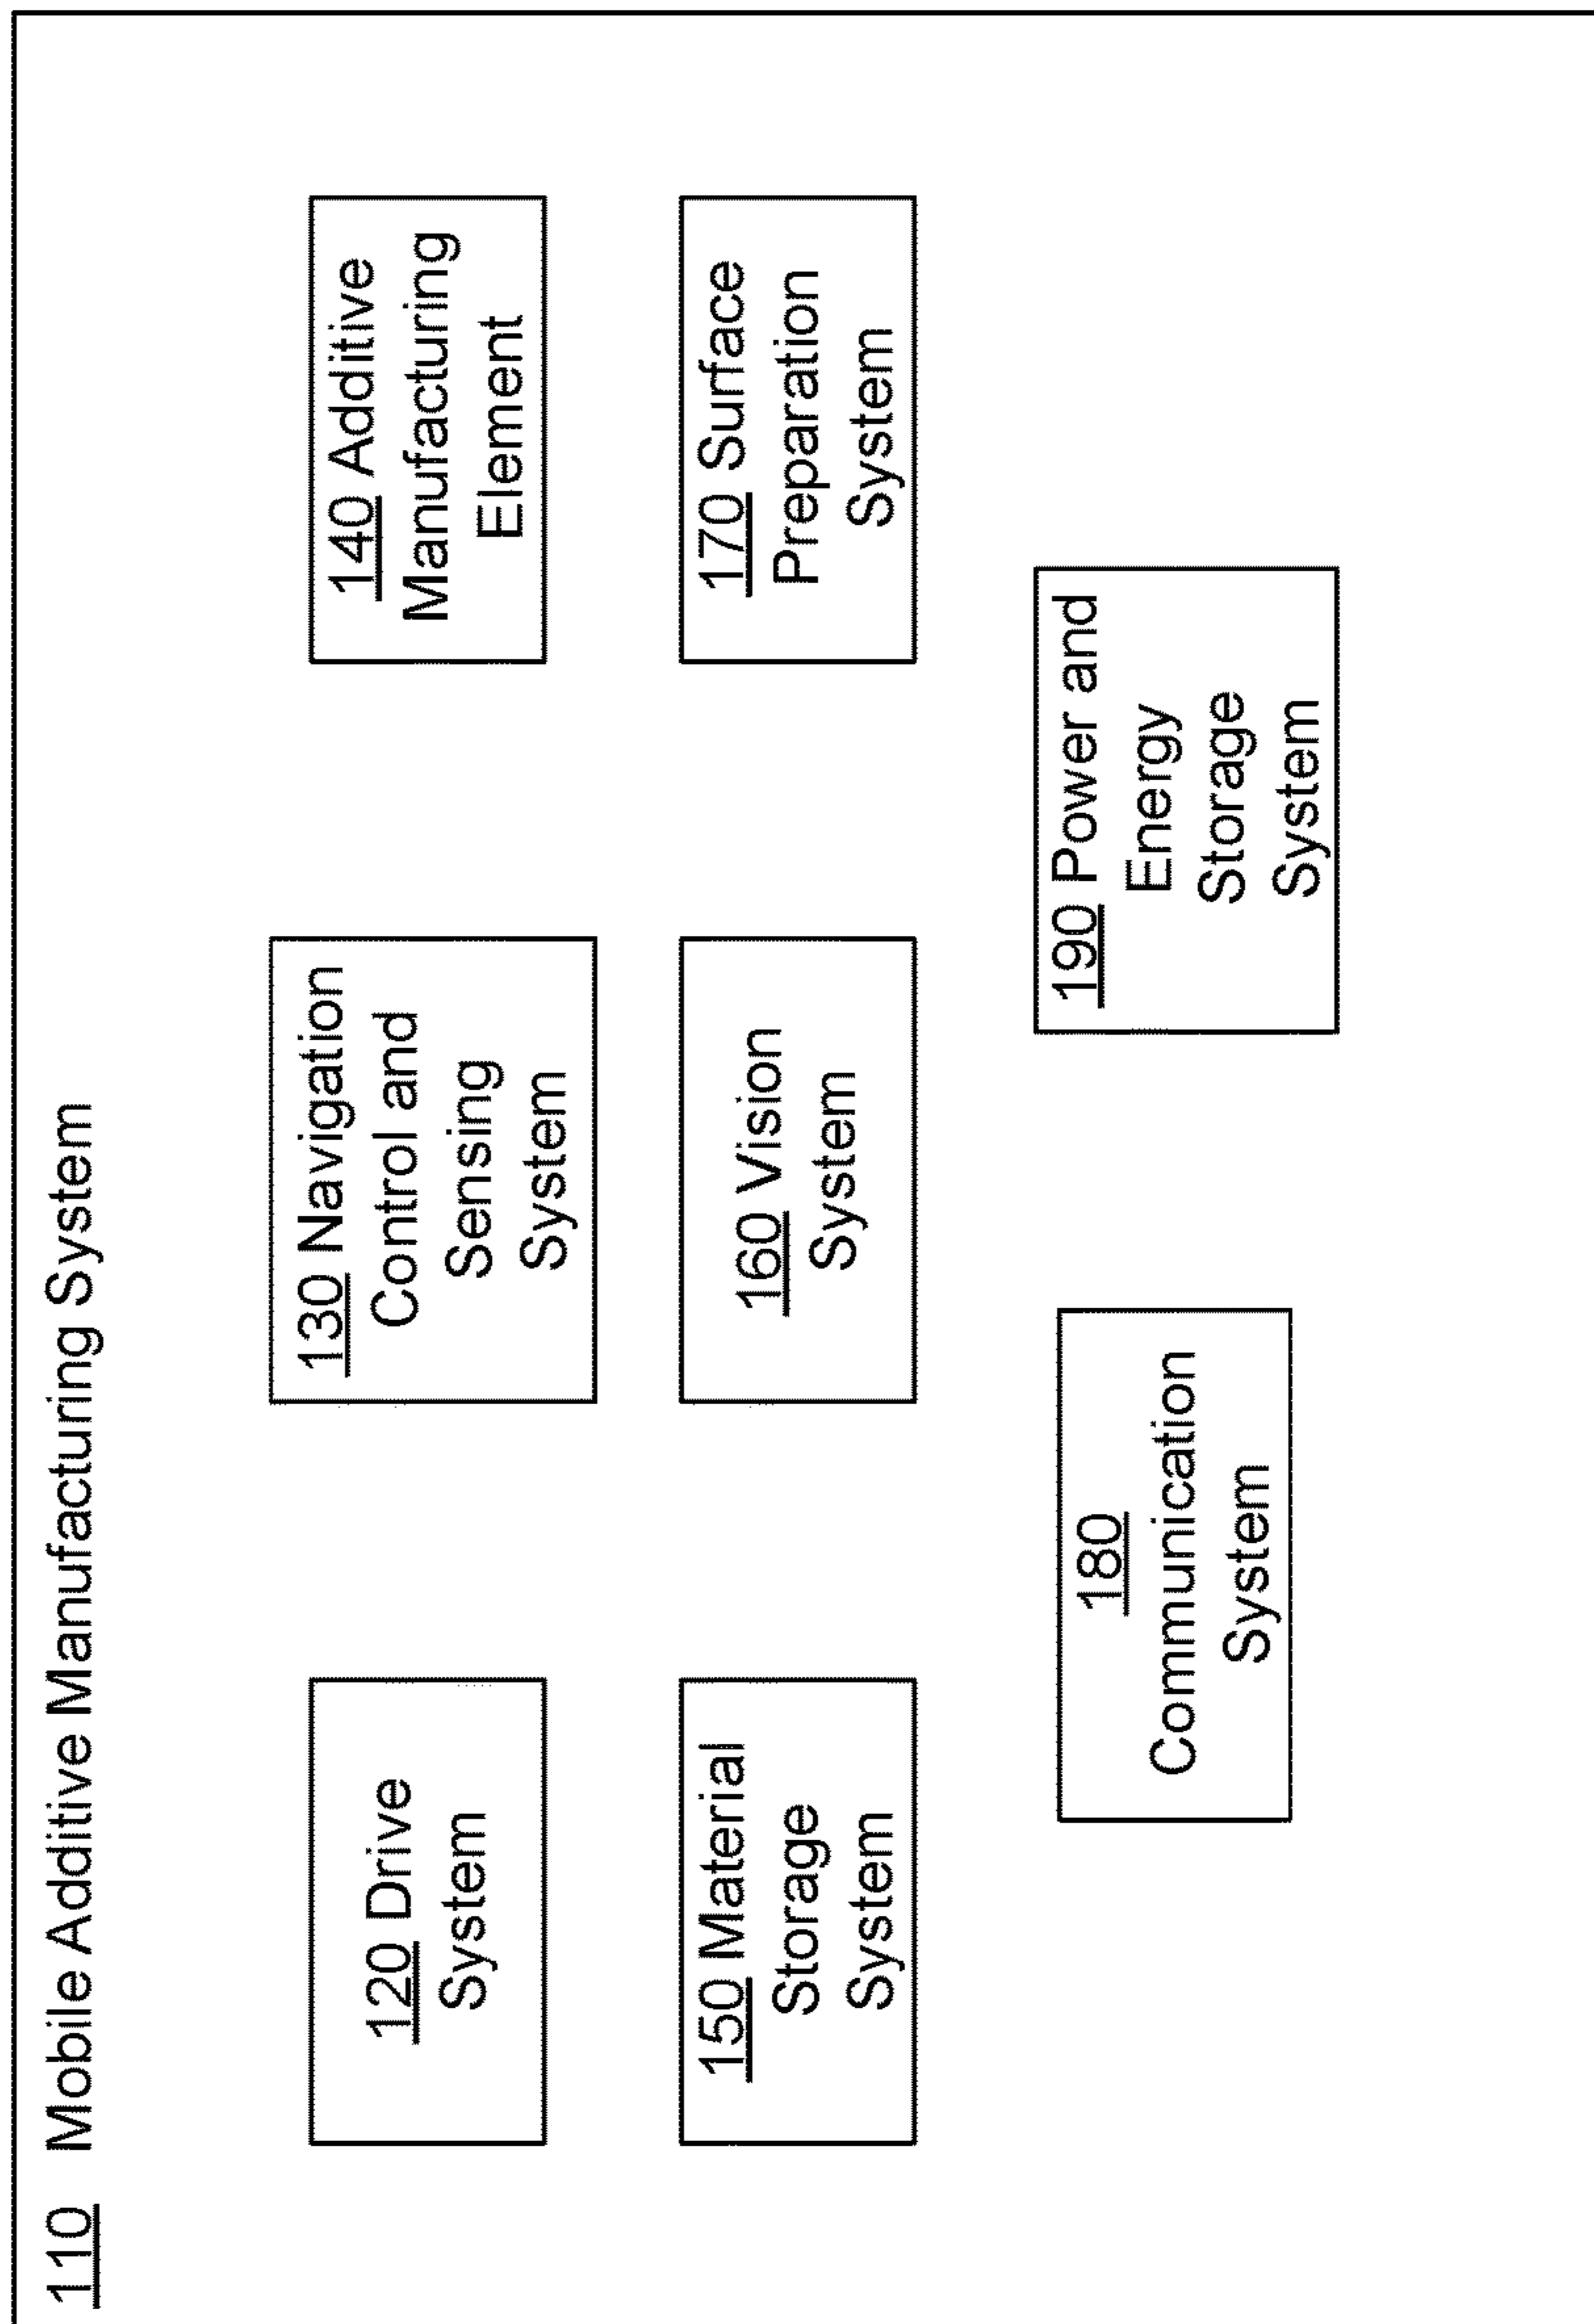 110 Mobile Additive Manufacturing System
120 Drive
System
130 Navigation
Control and
Sensing
System
140 Additive
Manufacturing
Element
150 Material
Storage
System
160 Vision
System
170 Surface
Preparation
System
180
Communication
System
190 Power and
Energy
Storage
System